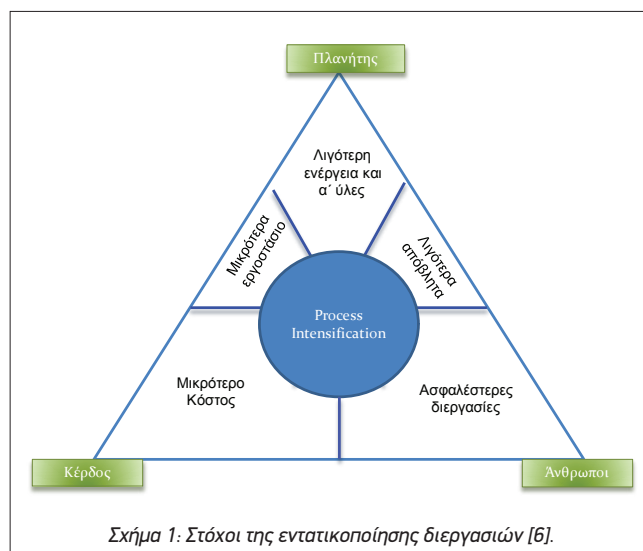 Πλανήτης
Λιγότερη
ενέργεια και
α΄ ύλες
Μικρότερα
εργοστάσιο
Λιγότερα
απόβλητα
Process
Intensification
Μικρότερο
Κόστος
Ασφαλέστερες
διεργασίες
Κέρδος
Άνθρωποι
Σχήμα 1: Στόχοι της εντατικοποίησης διεργασιών [6].